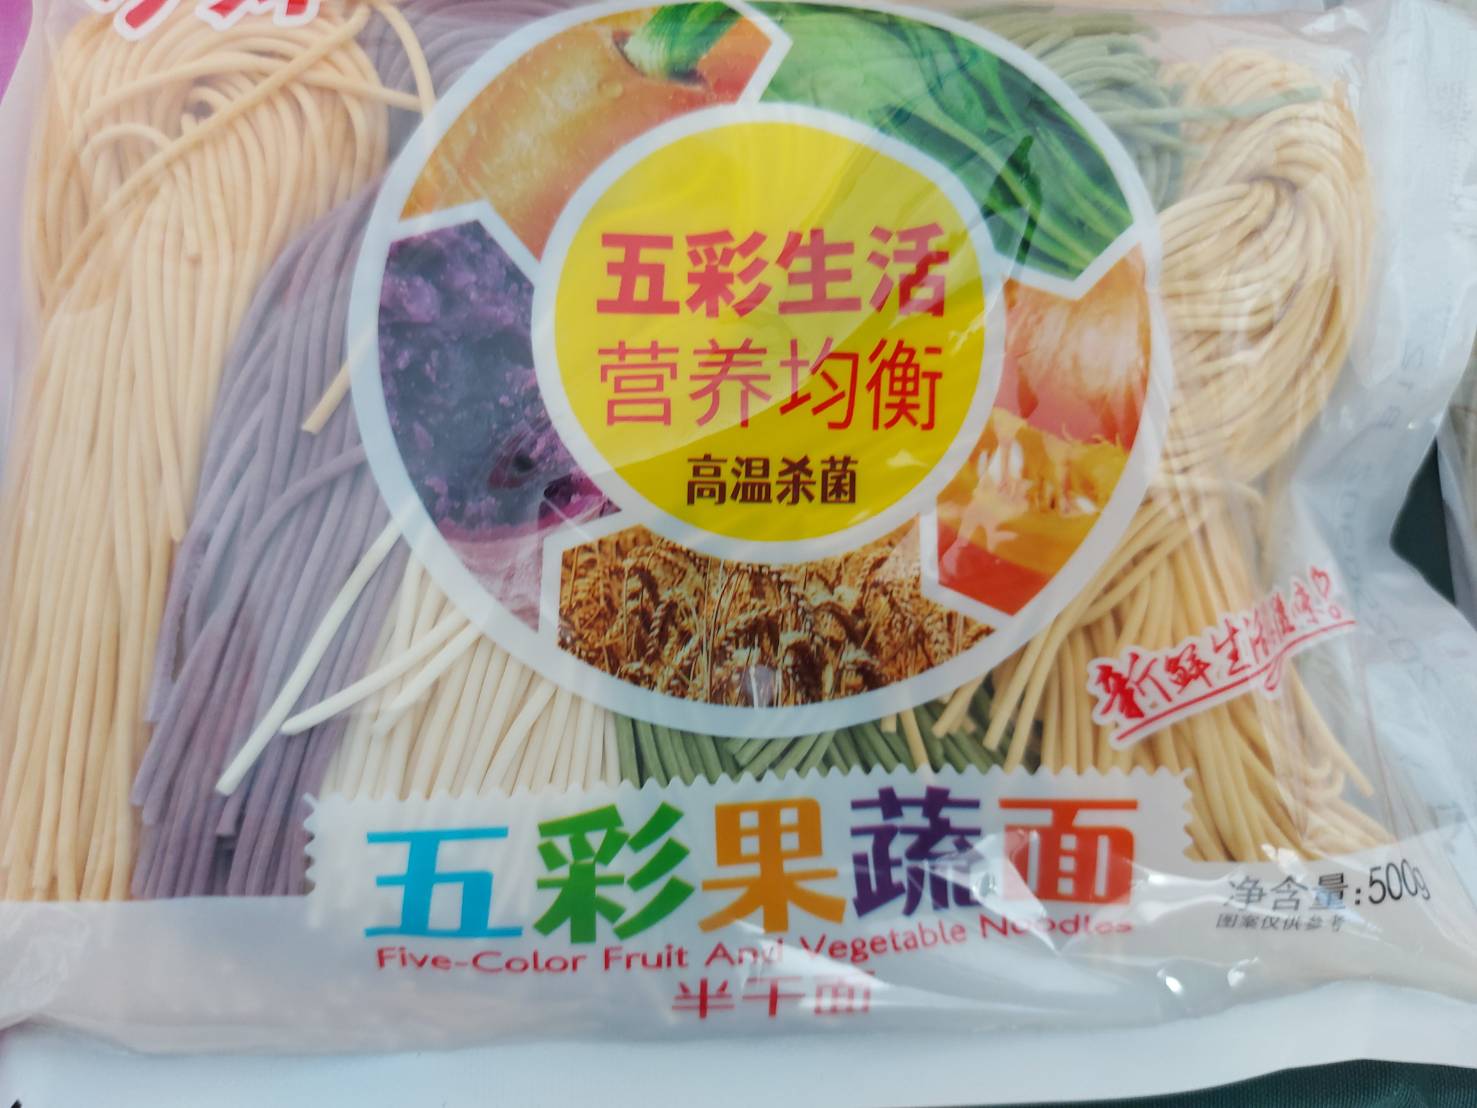 五彩生活
营养均衡
高温杀菌
新鲜生活滋味
五彩果蔬面
净含量:500g
图案仅供参考
Five-Color Fruit And Vegetable Noodles
半干面